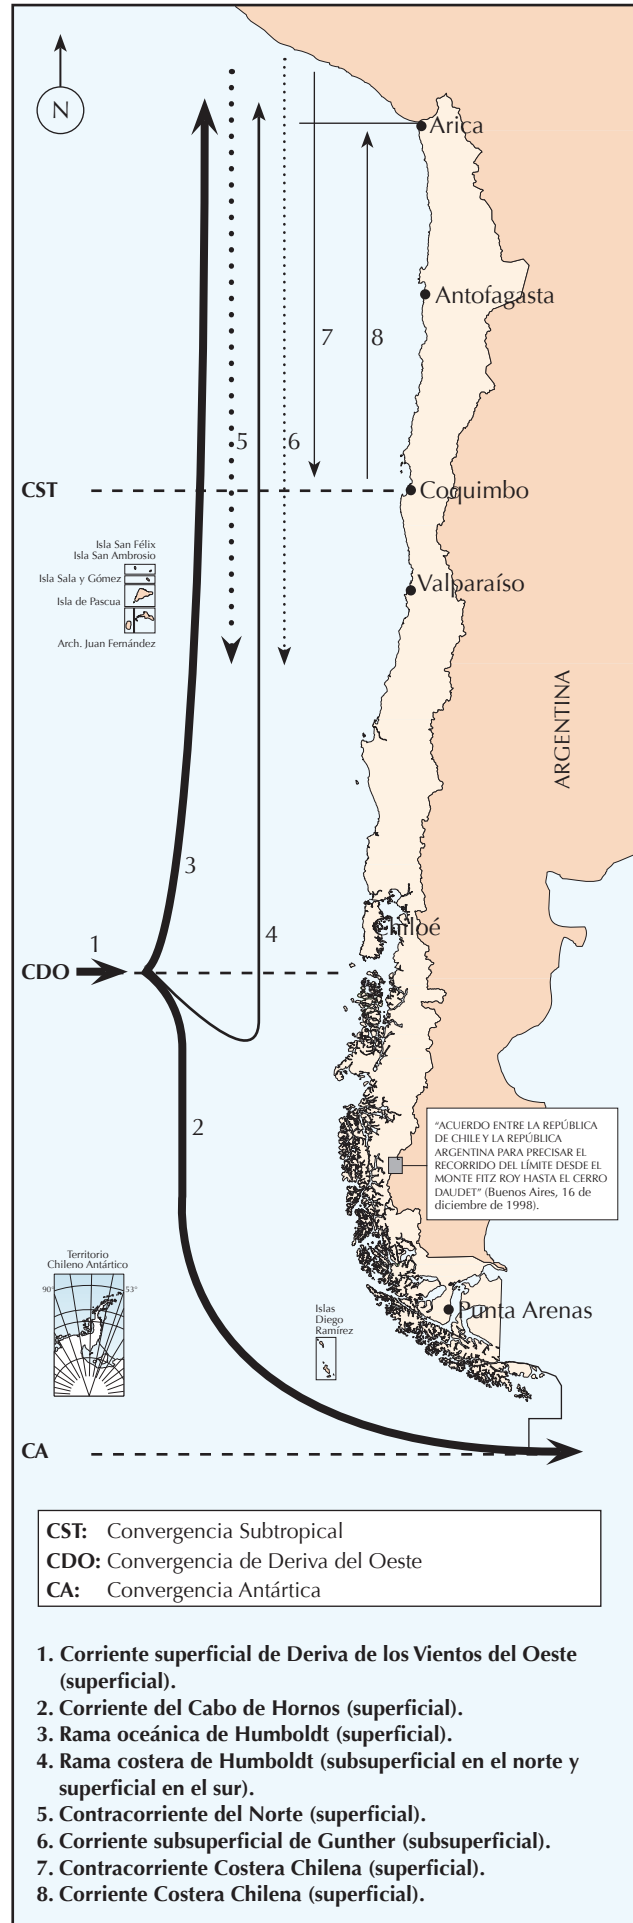 N
Arica
Antofagasta
7
8
5
6
CST
Coquimbo
Isla San Félix
Isla San Ambrosio
Isla Sala y Gómez
Isla de Pascua
Arch. Juan Fernández
Valparaíso
ARGENTINA
3
4
Chiloé
1
CDO
2
"ACUERDO ENTRE LA REPÚBLICA
DE CHILE Y LA REPÚBLICA
ARGENTINA PARA PRECISAR EL
RECORRIDO DEL LÍMITE DESDE EL
MONTE FITZ ROY HASTA EL CERRO
DAUDET" (Buenos Aires, 16 de
diciembre de 1998).
Territorio
Chileno Antártico
90°
53°
Islas
Diego
Ramírez
Punta Arenas
CA
CST: Convergencia Subtropical
CDO: Convergencia de Deriva del Oeste
CA: Convergencia Antártica
1. Corriente superficial de Deriva de los Vientos del Oeste
(superficial).
2. Corriente del Cabo de Hornos (superficial).
3. Rama oceánica de Humboldt (superficial).
4. Rama costera de Humboldt (subsuperficial en el norte y
superficial en el sur).
5. Contracorriente del Norte (superficial).
6. Corriente subsuperficial de Gunther (subsuperficial).
7. Contracorriente Costera Chilena (superficial).
8. Corriente Costera Chilena (superficial).